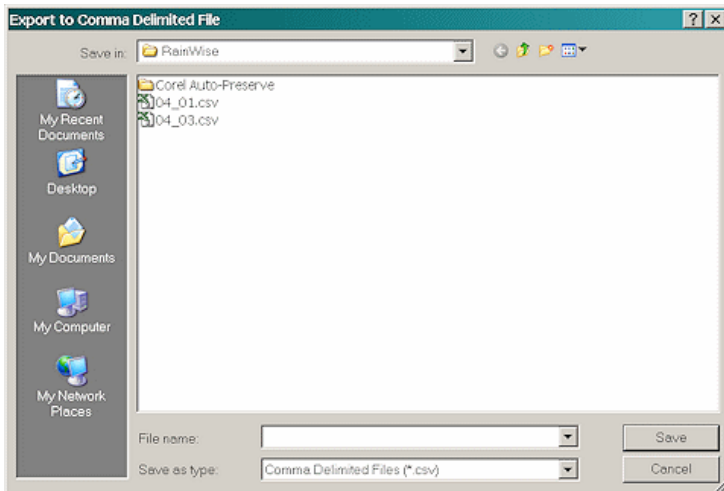 Export to Comma Delimited File
Save in: RainWise
Corel Auto-Preserve
04_01.csv
04_03.csv
My Recent
Documents
Desktop
My Documents
My Computer
My Network
Places
File name:
Save
Save as type: Comma Delimited Files (*.csv)
Cancel